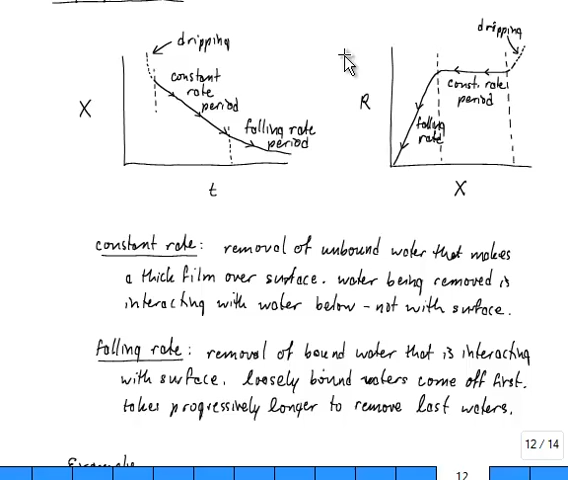 dripping
constant
rate
period
falling rate
period
X
t
dripping
const. rate
period
falling
rate
R
X
constant rate: removal of unbound water that makes
a thick film over surface. water being removed is
interacting with water below - not with surface.
falling rate: removal of bound water that is interacting
with surface. loosely bound waters come off first.
takes progressively longer to remove last waters.
Example
12 / 14
12